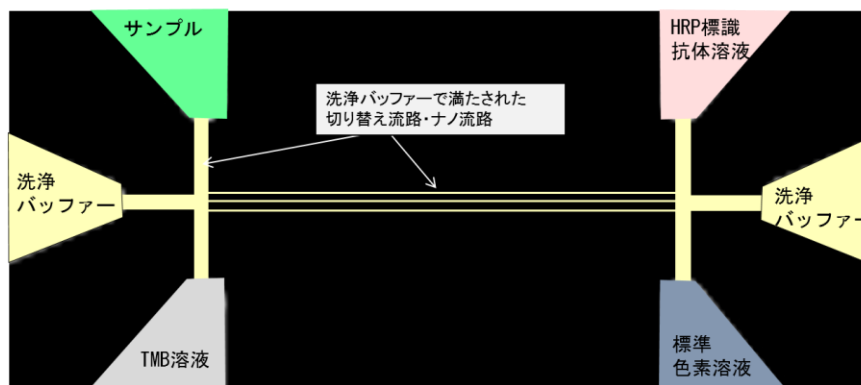 サンプル
HRP標識
抗体溶液
洗浄バッファーで満たされた
切り替え流路・ナノ流路
洗浄
バッファー
洗浄
バッファー
TMB溶液
標準
色素溶液